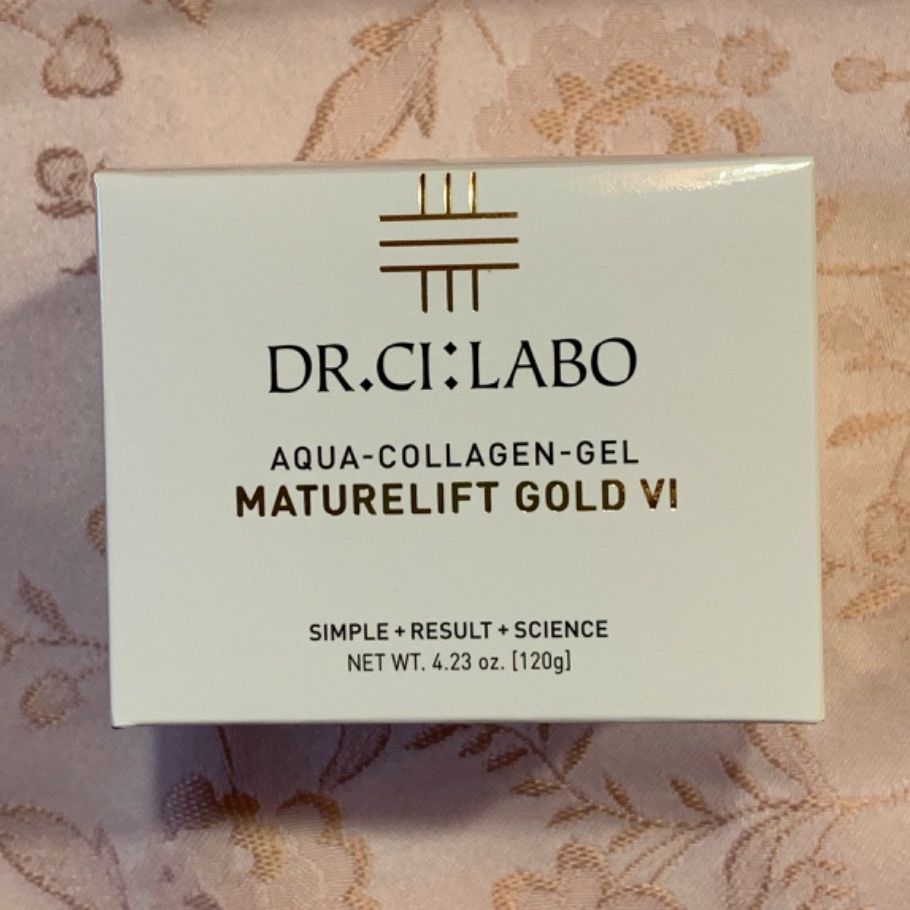 DR.CI:LABO
AQUA-COLLAGEN-GEL
MATURELIFT GOLD VI
SIMPLE+RESULT+SCIENCE
NET WT. 4.23 oz. [120g]